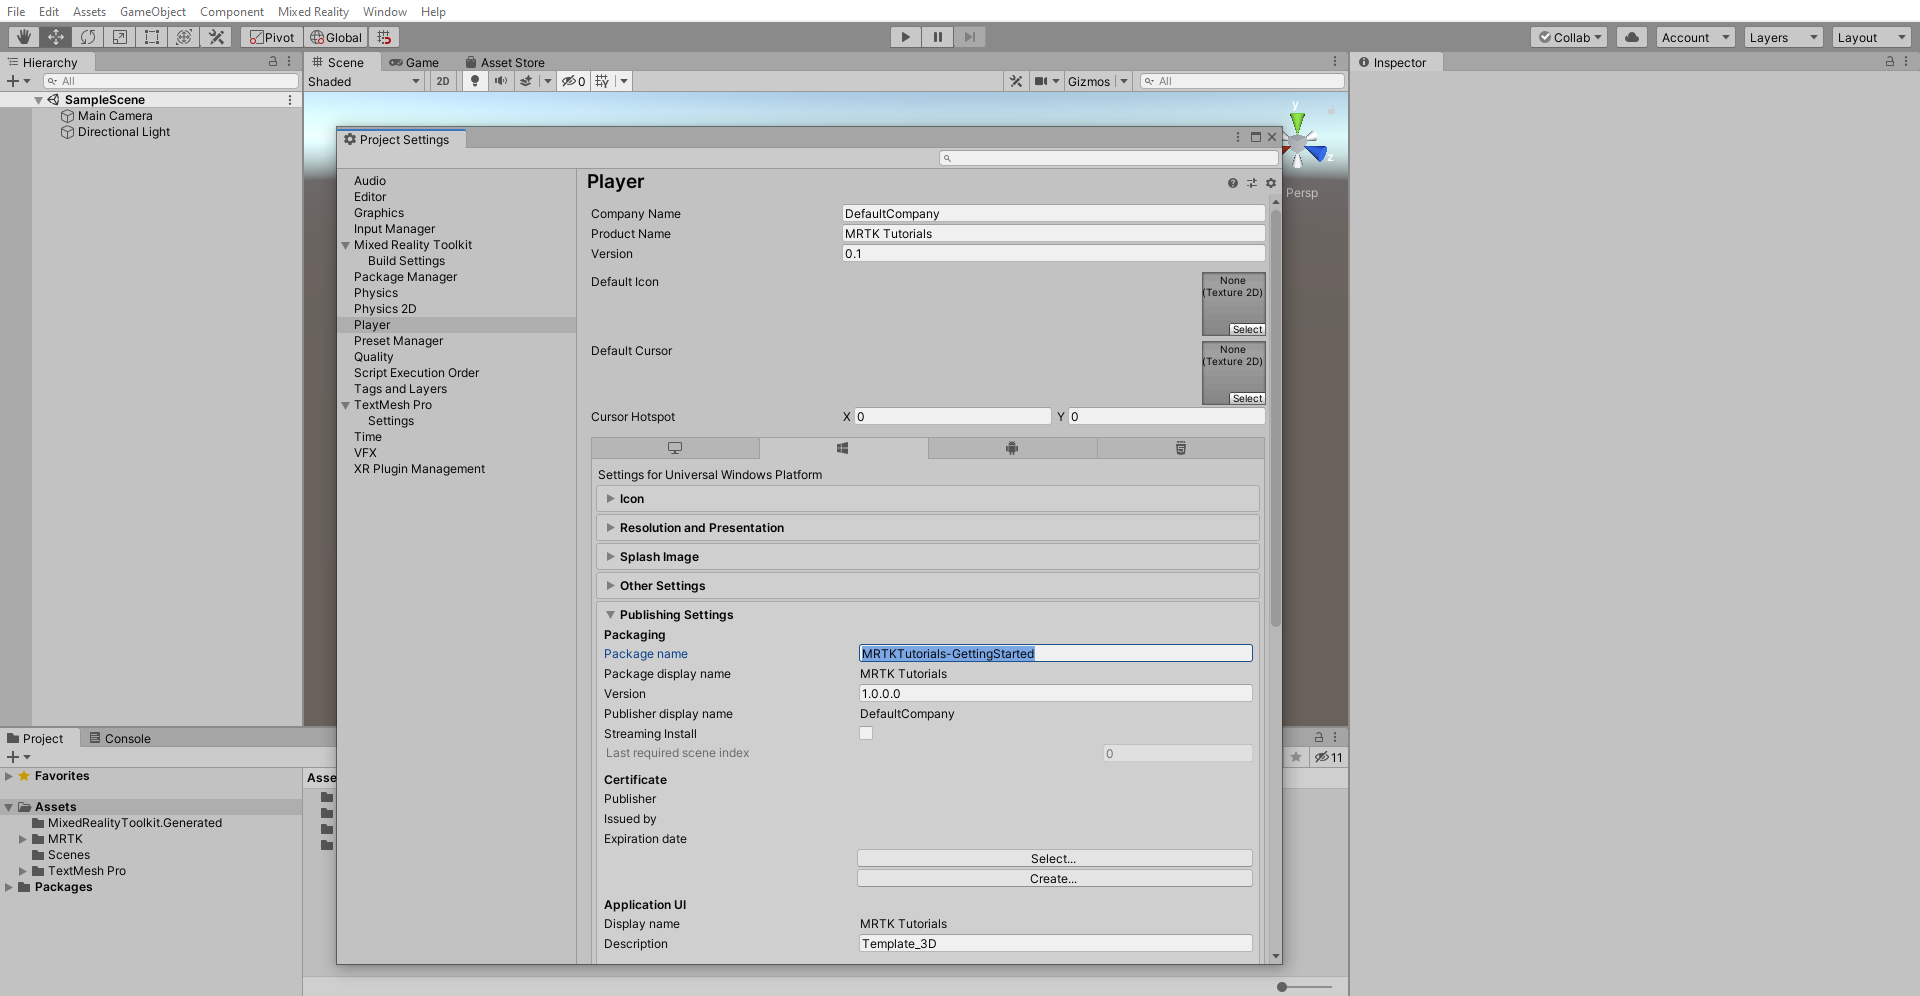 File Edit Assets GameObject Component Mixed Reality Window Help
Pivot Global Collab Account Layers Layout
Hierarchy
All
SampleScene
Main Camera
Directional Light
Scene Game Asset Store
Shaded 2D 0 Gizmos All
y
z
Persp
Inspector
Project Settings
Audio
Editor
Graphics
Input Manager
Mixed Reality Toolkit
Build Settings
Package Manager
Physics
Physics 2D
Player
Preset Manager
Quality
Script Execution Order
Tags and Layers
TextMesh Pro
Settings
Time
VFX
XR Plugin Management
Player
Company Name DefaultCompany
Product Name MRTK Tutorials
Version 0.1
Default Icon None
(Texture 2D)
Select
Default Cursor None
(Texture 2D)
Select
Cursor Hotspot X 0 Y 0
Settings for Universal Windows Platform
Icon
Resolution and Presentation
Splash Image
Other Settings
Publishing Settings
Packaging
Package name MRTKTutorials-GettingStarted
Package display name MRTK Tutorials
Version 1.0.0.0
Publisher display name DefaultCompany
Streaming Install
Last required scene index 0
Certificate
Publisher
Issued by
Expiration date
Select...
Create...
Application UI
Display name MRTK Tutorials
Description Template_3D
Project Console
11
Favorites
Asse
Assets
MixedRealityToolkit.Generated
MRTK
Scenes
TextMesh Pro
Packages